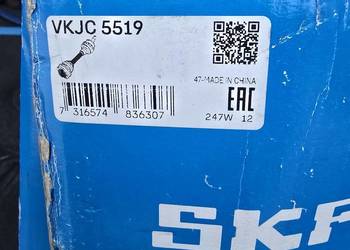 VKJC 5519
47-MADE IN CHINA
EAC
7 316574 836307
247W 12
SKF